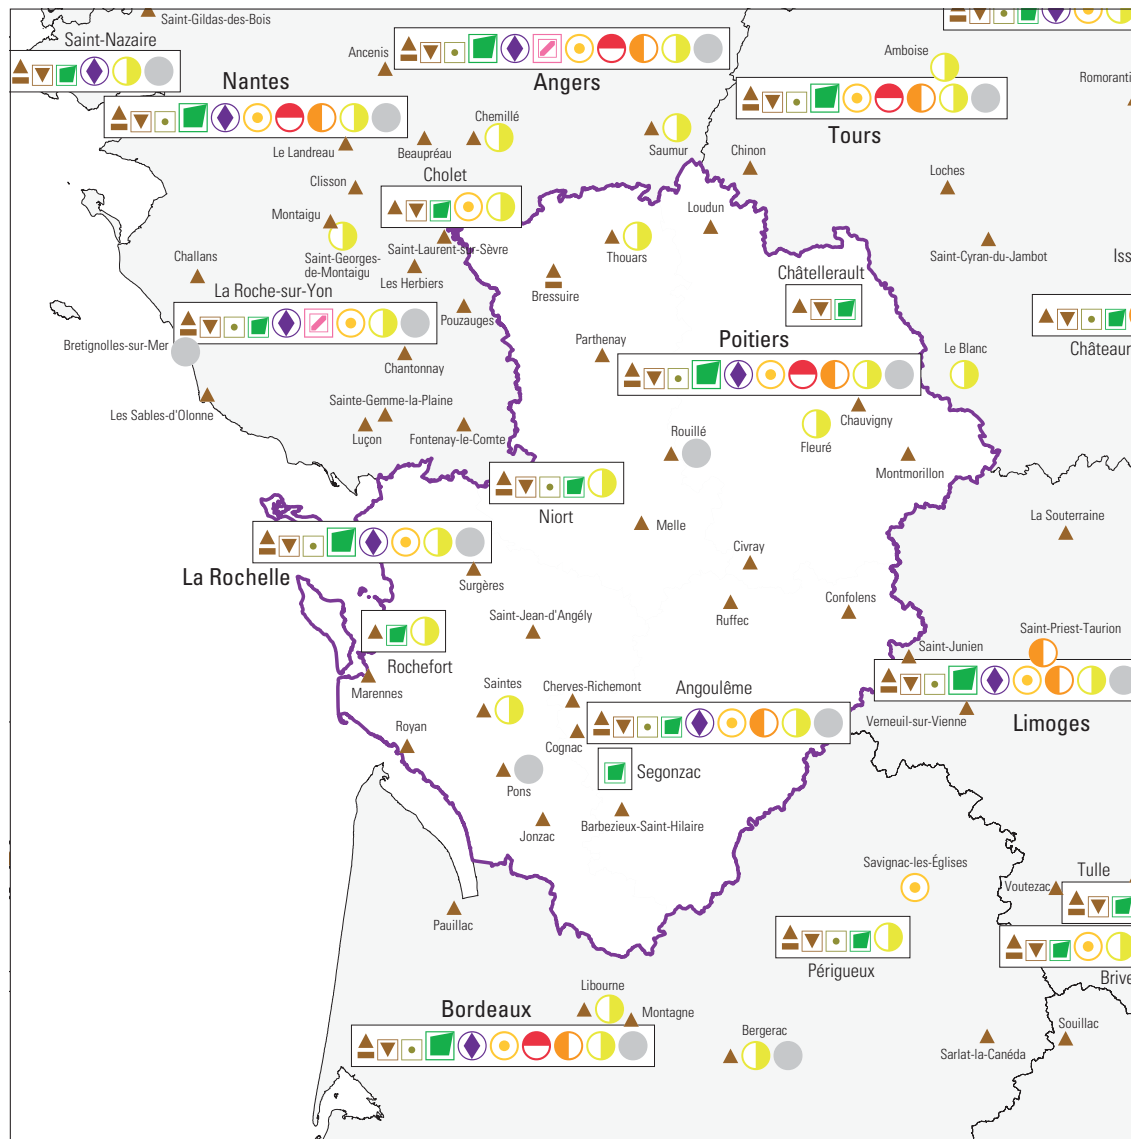 Saint-Gildas-des-Bois
Saint-Nazaire
Ancenis
Amboise
Nantes
Angers
Romoranti
Chemillé
Tours
Le Landreau
Beaupréau
Saumur
Chinon
Cholet
Loches
Clisson
Loudun
Montaigu
Saint-Laurent-sur-Sèvre
Thouars
Saint-Cyran-du-Jambot
Challans
Saint-Georges-
de-Montaigu
Les Herbiers
Châtellerault
Iss
La Roche-sur-Yon
Bressuire
Pouzauges
Bretignolles-sur-Mer
Parthenay
Poitiers
Le Blanc
Châteaur
Chantonnay
Sainte-Gemme-la-Plaine
Les Sables-d'Olonne
Chauvigny
Luçon
Fontenay-le-Comte
Rouillé
Fleuré
Montmorillon
Niort
Melle
La Souterraine
Civray
La Rochelle
Surgères
Confolens
Saint-Jean-d'Angély
Ruffec
Saint-Priest-Taurion
Saint-Junien
Rochefort
Marennes
Saintes
Cherves-Richemont
Angoulême
Verneuil-sur-Vienne
Limoges
Royan
Cognac
Segonzac
Pons
Jonzac
Barbezieux-Saint-Hilaire
Savignac-les-Églises
Tulle
Voutezac
Pauillac
Périgueux
Brive
Libourne
Bordeaux
Montagne
Bergerac
Souillac
Sarlat-la-Canéda